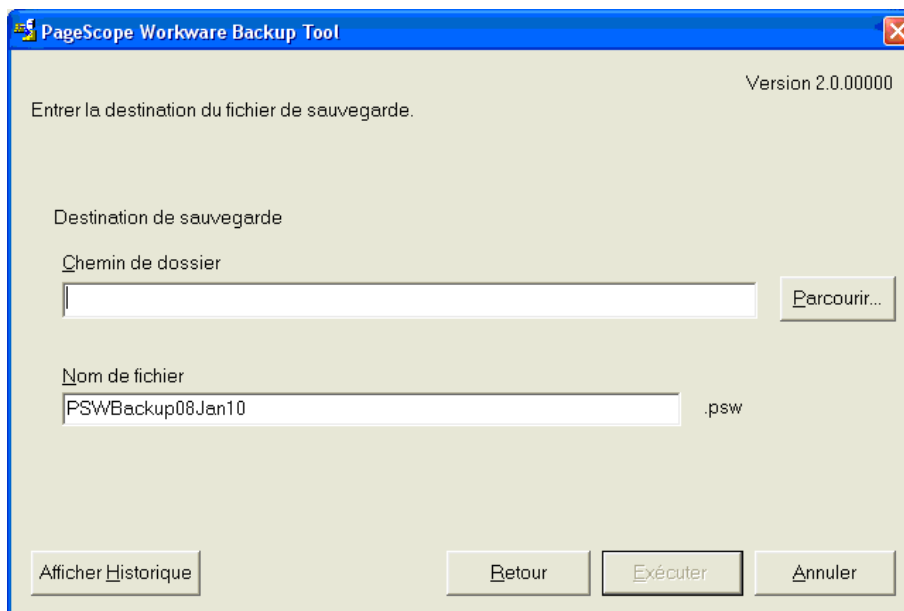 PageScope Workware Backup Tool
Version 2.0.00000
Entrer la destination du fichier de sauvegarde.
Destination de sauvegarde
Chemin de dossier
Parcourir...
Nom de fichier
PSWBackup08Jan10 .psw
Afficher Historique Retour Exécuter Annuler